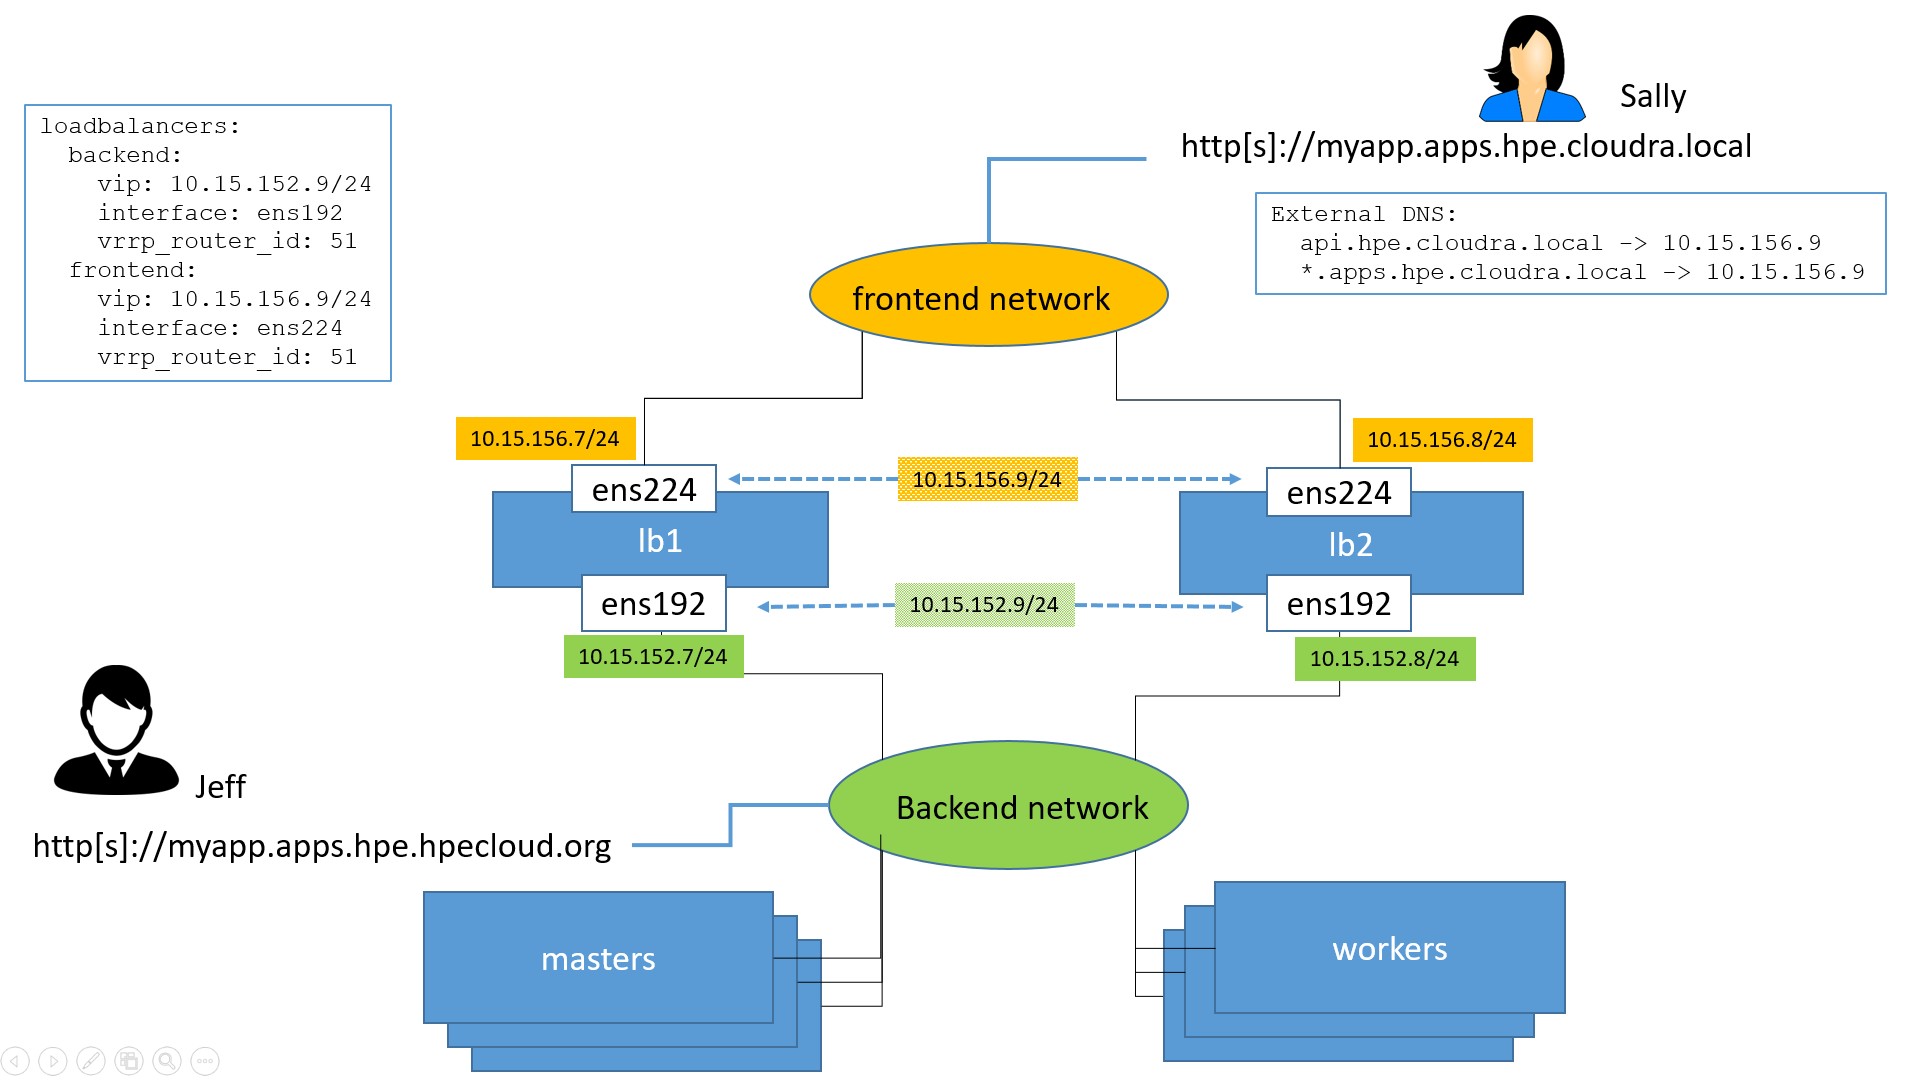 Sally
http[s]://myapp.apps.hpe.cloudra.local
loadbalancers:
backend:
vip: 10.15.152.9/24
interface: ens192
vrrp_router_id: 51
frontend:
vip: 10.15.156.9/24
interface: ens224
vrrp_router_id: 51
External DNS:
api.hpe.cloudra.local -> 10.15.156.9
*.apps.hpe.cloudra.local -> 10.15.156.9
frontend network
10.15.156.7/24
10.15.156.8/24
ens224
10.15.156.9/24
ens224
lb1
lb2
ens192
10.15.152.9/24
ens192
10.15.152.7/24
10.15.152.8/24
Jeff
http[s]://myapp.apps.hpe.hpecloud.org
Backend network
masters
workers